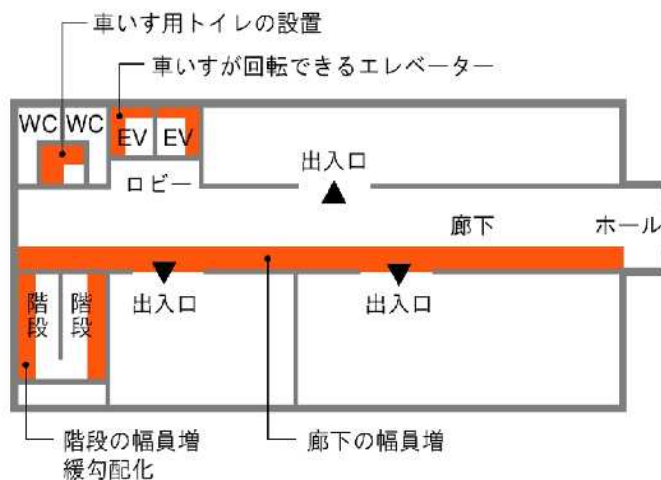 車いす用トイレの設置
車いすが回転できるエレベーター
WC WC
EV EV
出入口
ロビー
廊下
ホール
階段 階段
出入口
出入口
階段の幅員増
緩勾配化
廊下の幅員増